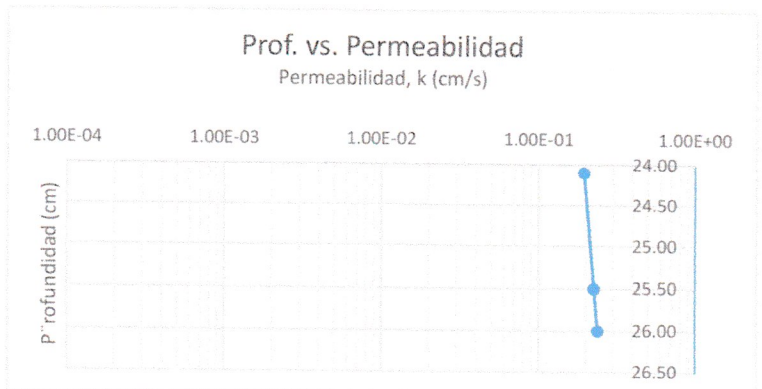 Prof. vs. Permeabilidad
Permeabilidad, k (cm/s)
1.00E-04 1.00E-03 1.00E-02 1.00E-01 1.00E+00
24.00
24.50
25.00
25.50
26.00
26.50
P¨rofundidad (cm)